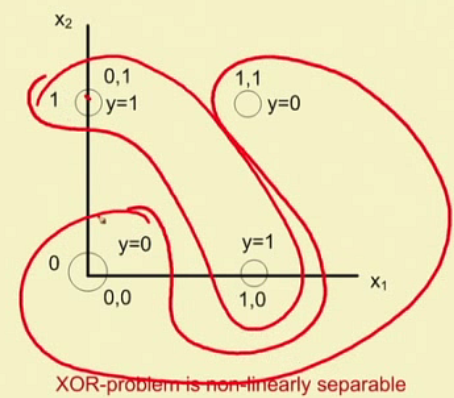 x₂
0,1
1,1
1
y=1
y=0
y=0
y=1
0
x₁
0,0
1,0
XOR-problem is non-linearly separable